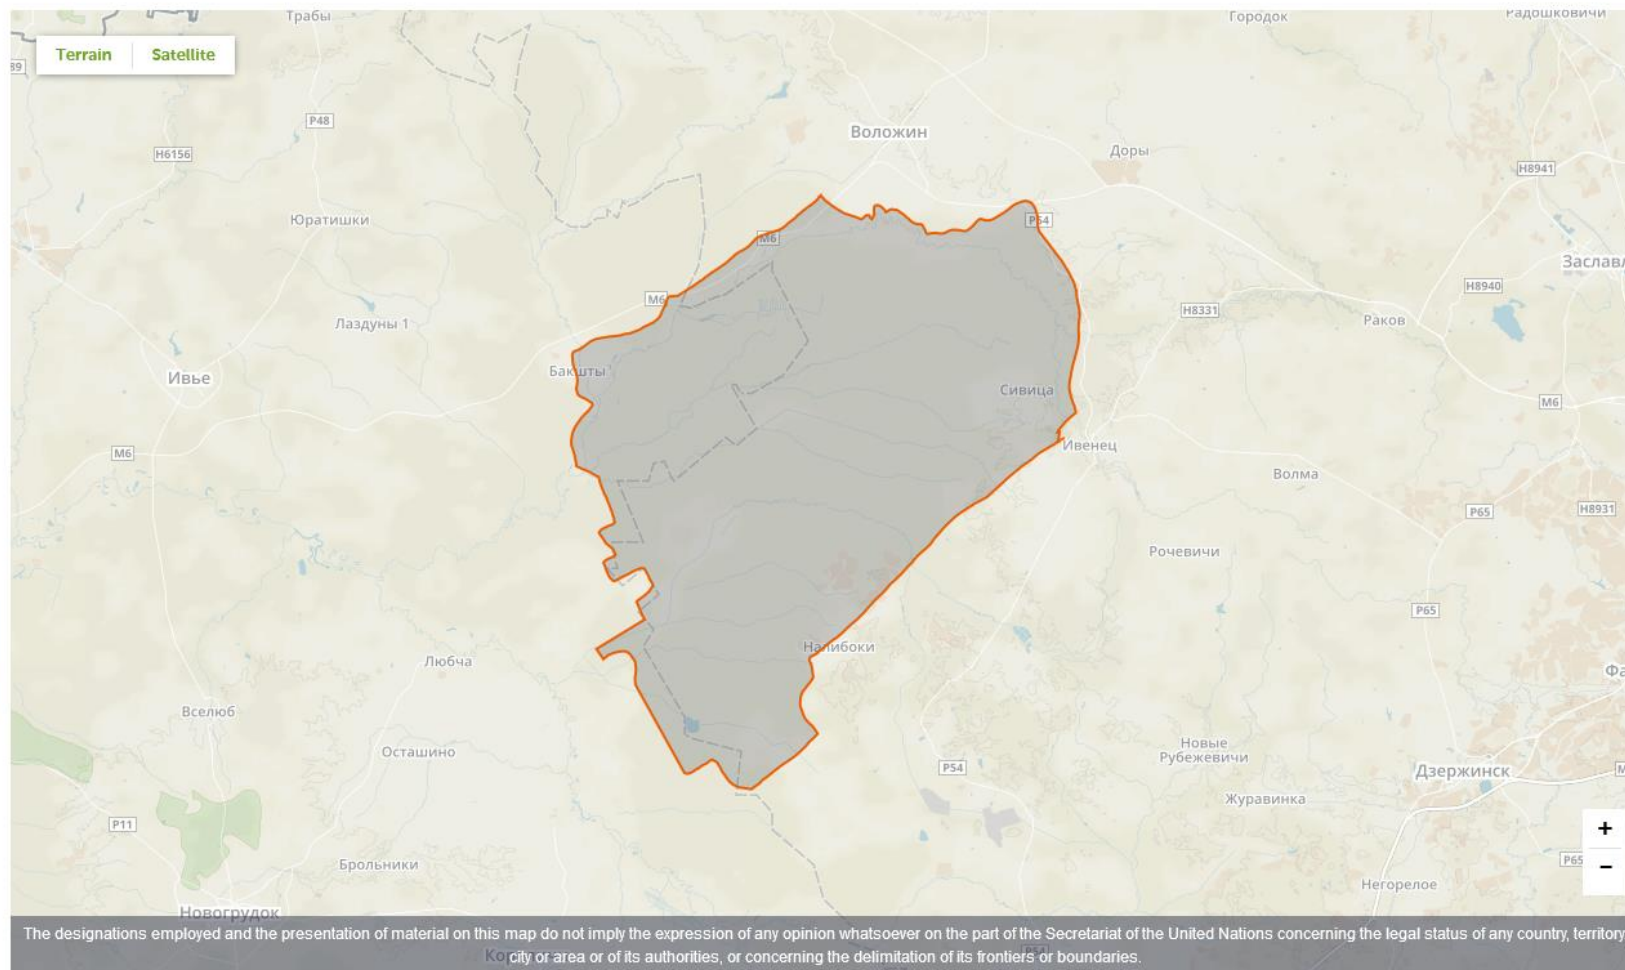 Трабы
Городок
Радошковичи
Terrain Satellite
89
P48
Воложин
H6156
Доры
H8941
Юратишки
P54
M6
Заславл
M6
H8940
H8331
Лаздуны 1
Раков
Бакшты
Ивье
Сивица
M6
M6
Ивенец
Волма
P65
H8931
Рочевичи
P65
Налибоки
Любча
Фа
Вселюб
Осташино
Новые
Рубежевичи
P54
Дзержинск
M
Журавинка
P11
+
Брольники
P65
–
Негорелое
Новогрудок
The designations employed and the presentation of material on this map do not imply the expression of any opinion whatsoever on the part of the Secretariat of the United Nations concerning the legal status of any country, territory,
city or area or of its authorities, or concerning the delimitation of its frontiers or boundaries.
P54